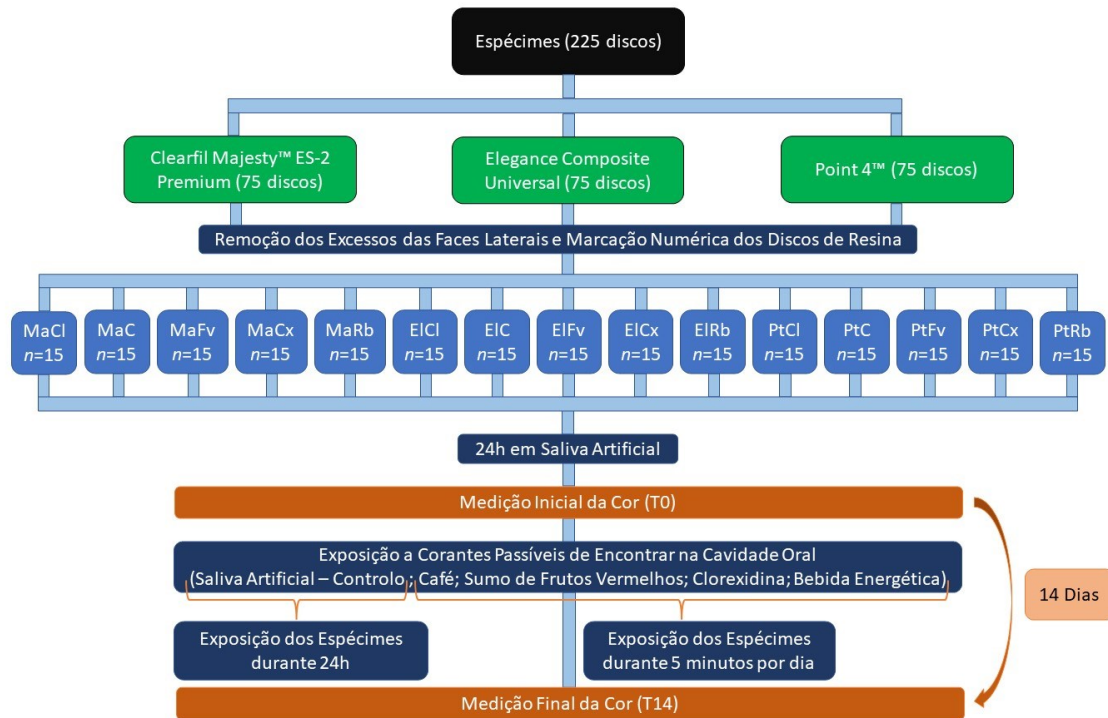 Espécimes (225 discos)
Clearfil Majesty™ ES-2
Premium (75 discos)
Elegance Composite
Universal (75 discos)
Point 4™ (75 discos)
Remoção dos Excessos das Faces Laterais e Marcação Numérica dos Discos de Resina
MaCl
n=15
MaC
n=15
MaFv
n=15
MaCx
n=15
MaRb
n=15
ElCl
n=15
ElC
n=15
ElFv
n=15
ElCx
n=15
ElRb
n=15
PtCl
n=15
PtC
n=15
PtFv
n=15
PtCx
n=15
PtRb
n=15
24h em Saliva Artificial
Medição Inicial da Cor (T0)
Exposição a Corantes Passíveis de Encontrar na Cavidade Oral
(Saliva Artificial – Controlo ; Café; Sumo de Frutos Vermelhos; Clorexidina; Bebida Energética)
14 Dias
Exposição dos Espécimes
durante 24h
Exposição dos Espécimes
durante 5 minutos por dia
Medição Final da Cor (T14)